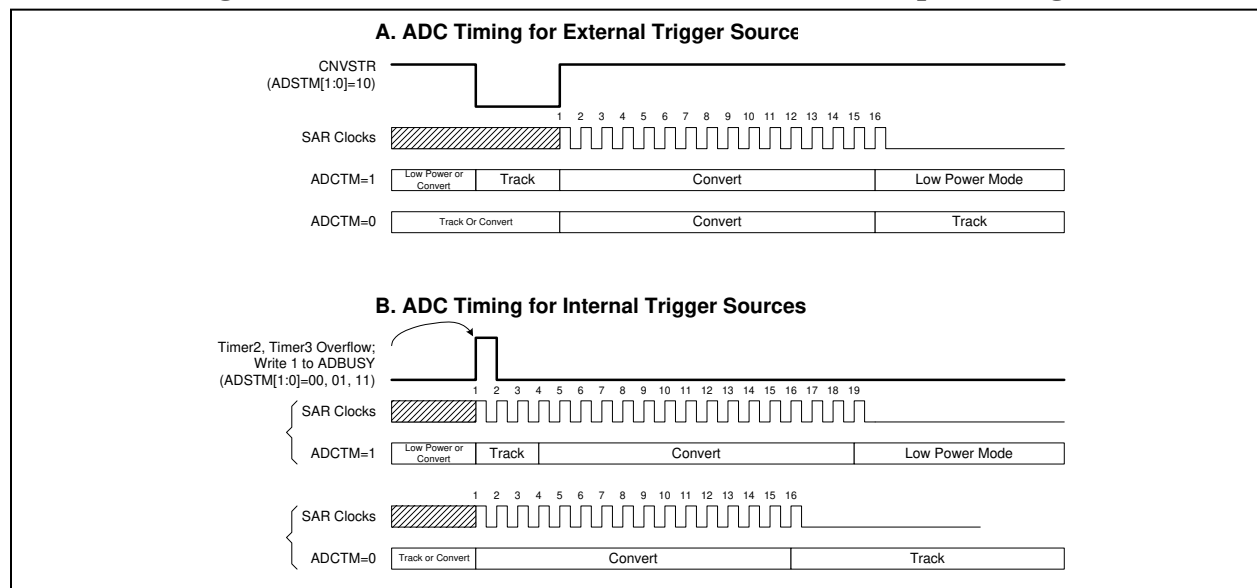 A. ADC Timing for External Trigger Source
CNVSTR
(ADSTM[1:0]=10)
1 2 3 4 5 6 7 8 9 10 11 12 13 14 15 16
SAR Clocks
ADCTM=1 Low Power or Convert Track Convert Low Power Mode
ADCTM=0 Track Or Convert Convert Track
B. ADC Timing for Internal Trigger Sources
Timer2, Timer3 Overflow;
Write 1 to ADBUSY
(ADSTM[1:0]=00, 01, 11)
1 2 3 4 5 6 7 8 9 10 11 12 13 14 15 16 17 18 19
SAR Clocks
ADCTM=1 Low Power or Convert Track Convert Low Power Mode
1 2 3 4 5 6 7 8 9 10 11 12 13 14 15 16
SAR Clocks
ADCTM=0 Track or Convert Convert Track